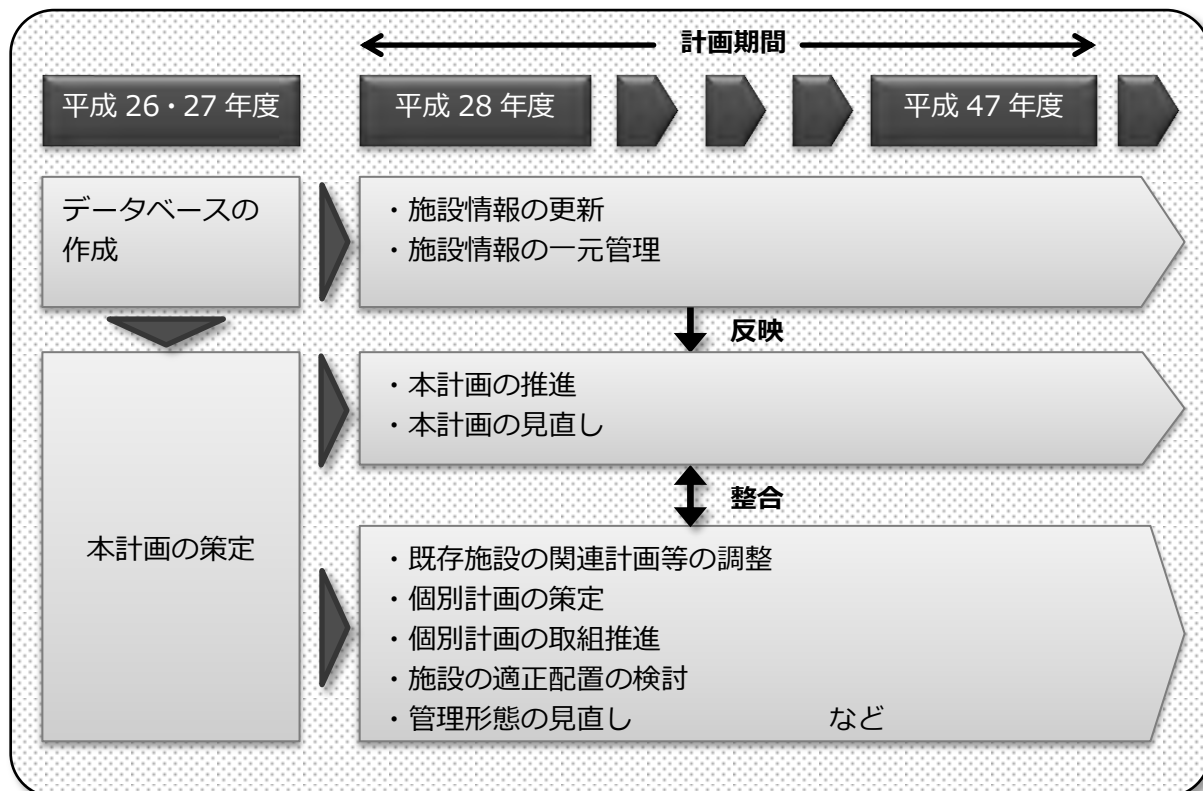 計画期間
平成 26・27 年度
平成 28 年度
平成 47 年度
データベースの
作成
・施設情報の更新
・施設情報の一元管理
反映
・本計画の推進
・本計画の見直し
整合
本計画の策定
・既存施設の関連計画等の調整
・個別計画の策定
・個別計画の取組推進
・施設の適正配置の検討
・管理形態の見直し　　　　　　　など